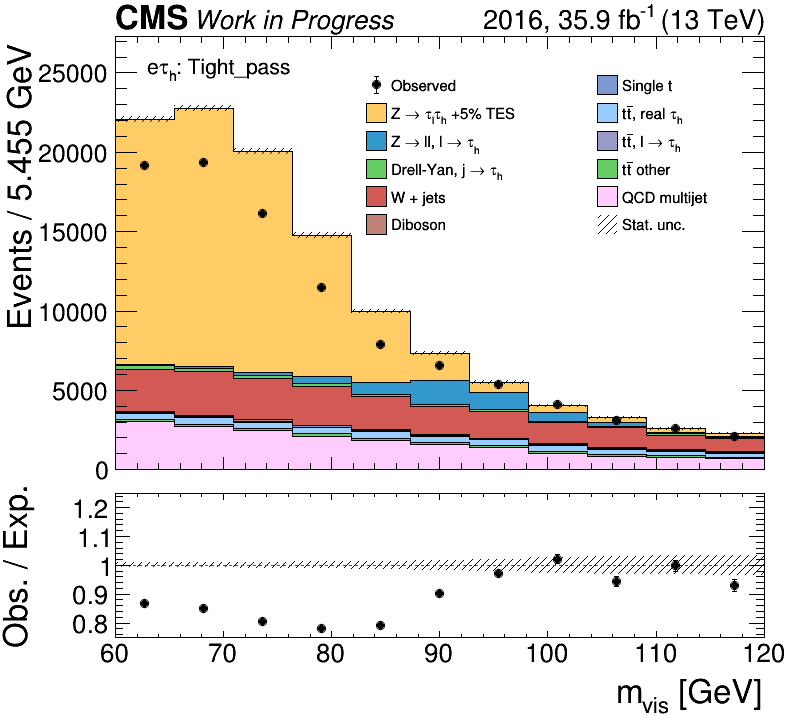 CMS Work in Progress 2016, 35.9 fb⁻¹ (13 TeV)
eτₕ: Tight_pass
Observed
Z → τₗτₕ +5% TES
Z → ll, l → τₕ
Drell-Yan, j → τₕ
W + jets
Diboson
Single t
tt̅, real τₕ
tt̅, l → τₕ
tt̅ other
QCD multijet
Stat. unc.
Events / 5.455 GeV
25000
20000
15000
10000
5000
0
Obs. / Exp.
1.2
1.1
1
0.9
0.8
60 70 80 90 100 110 120
m_vis [GeV]